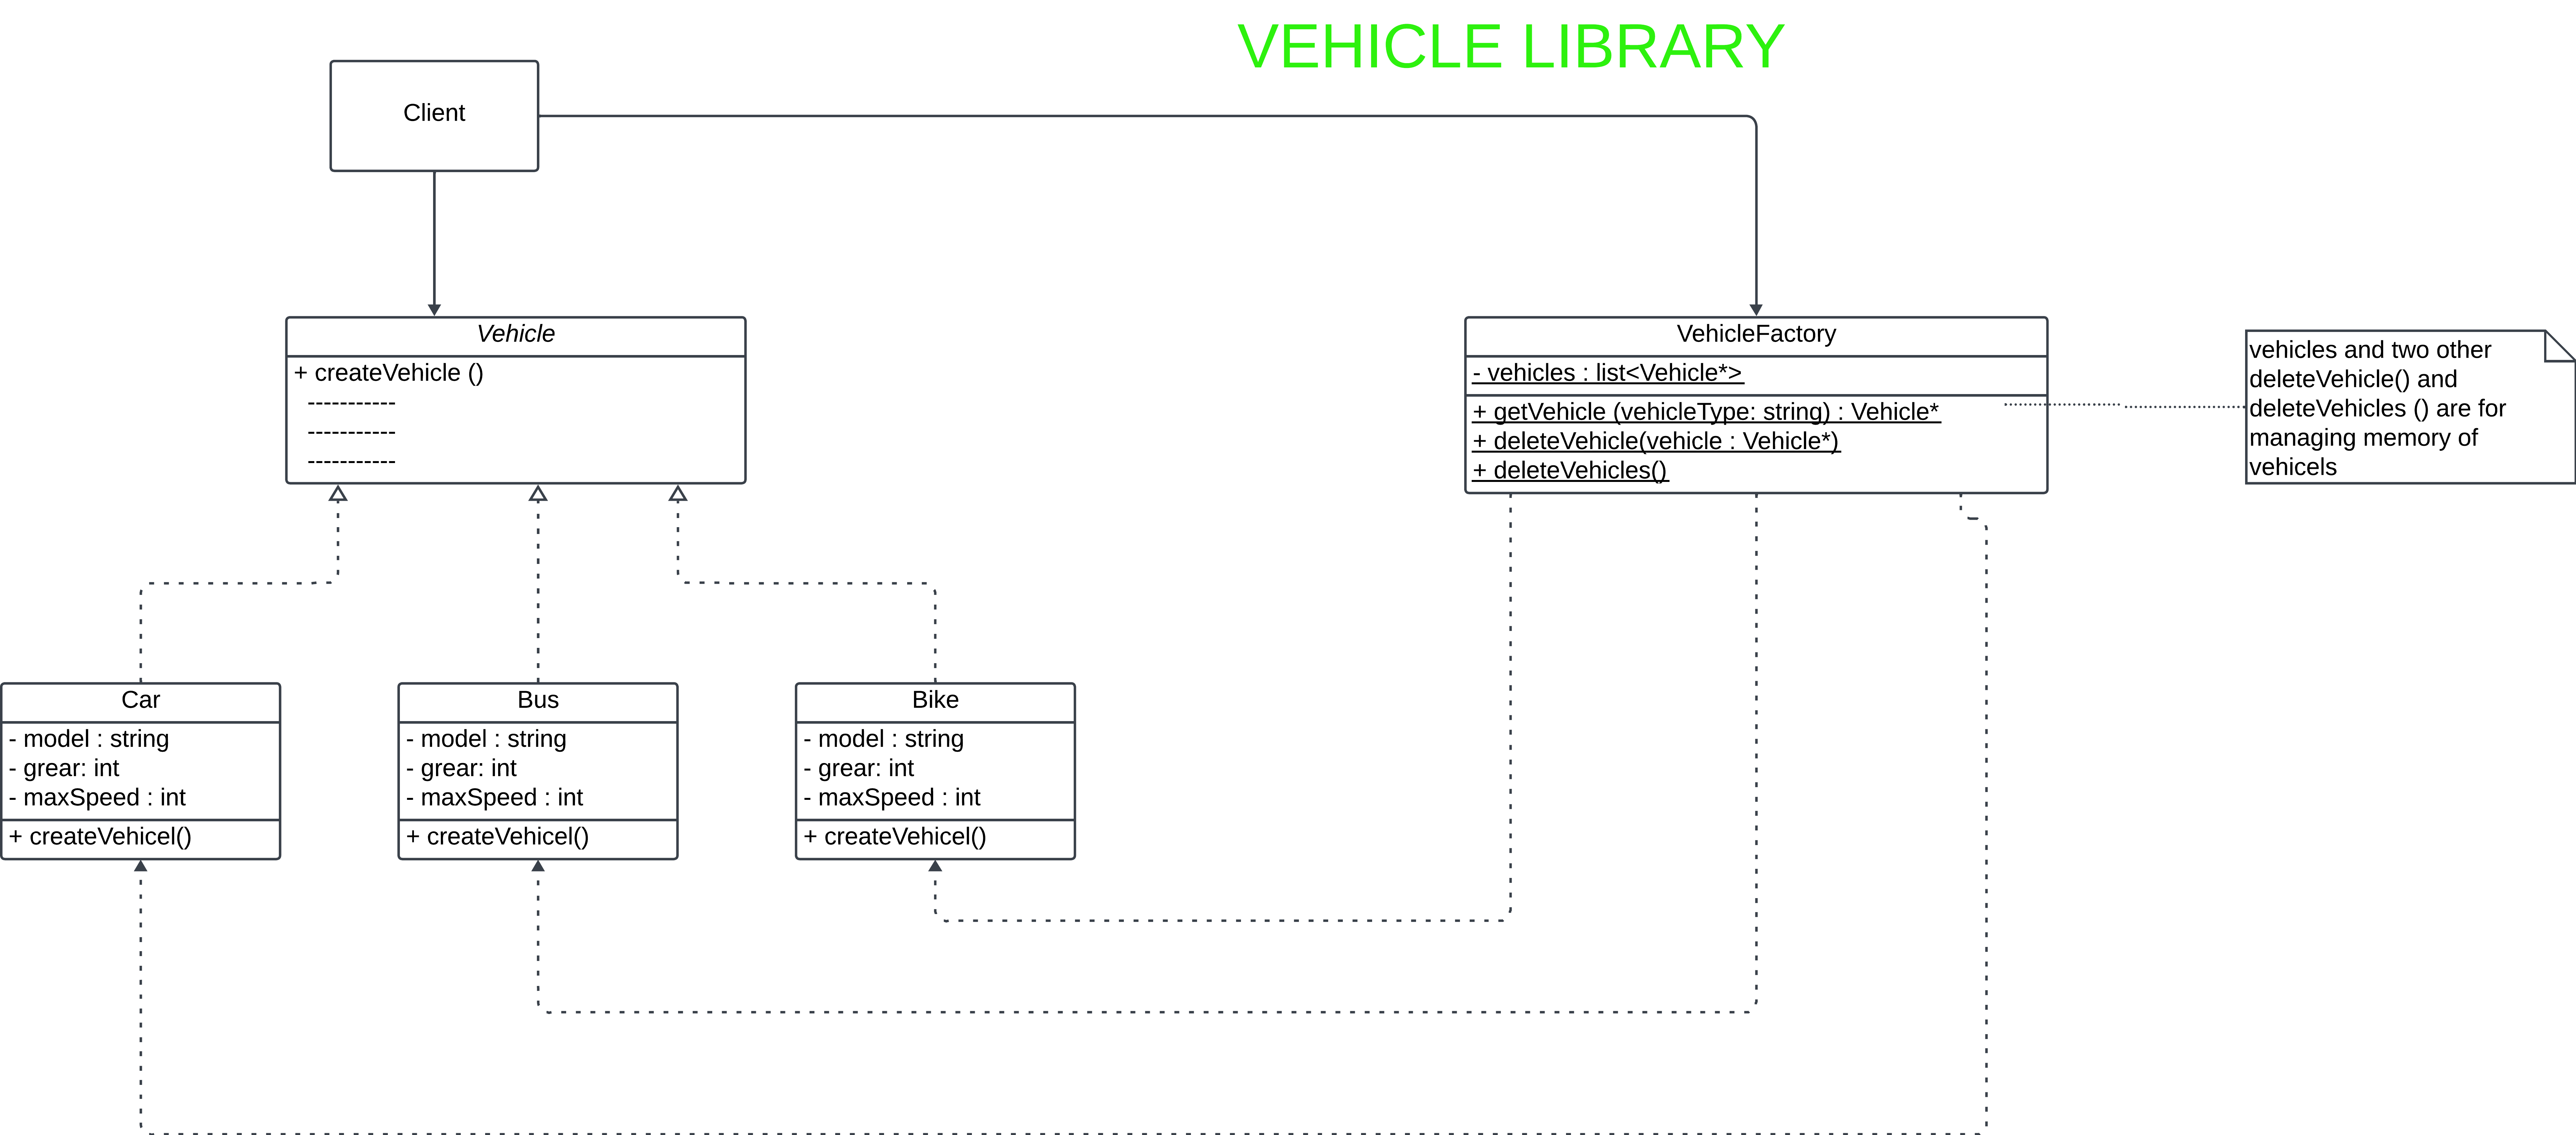 VEHICLE LIBRARY
Client
Vehicle
+ createVehicle ()
-----------
-----------
-----------
VehicleFactory
- vehicles : list<Vehicle*>
+ getVehicle (vehicleType: string) : Vehicle*
+ deleteVehicle(vehicle : Vehicle*)
+ deleteVehicles()
vehicles and two other
deleteVehicle() and
deleteVehicles () are for
managing memory of
vehicels
Car
- model : string
- grear: int
- maxSpeed : int
+ createVehicel()
Bus
- model : string
- grear: int
- maxSpeed : int
+ createVehicel()
Bike
- model : string
- grear: int
- maxSpeed : int
+ createVehicel()